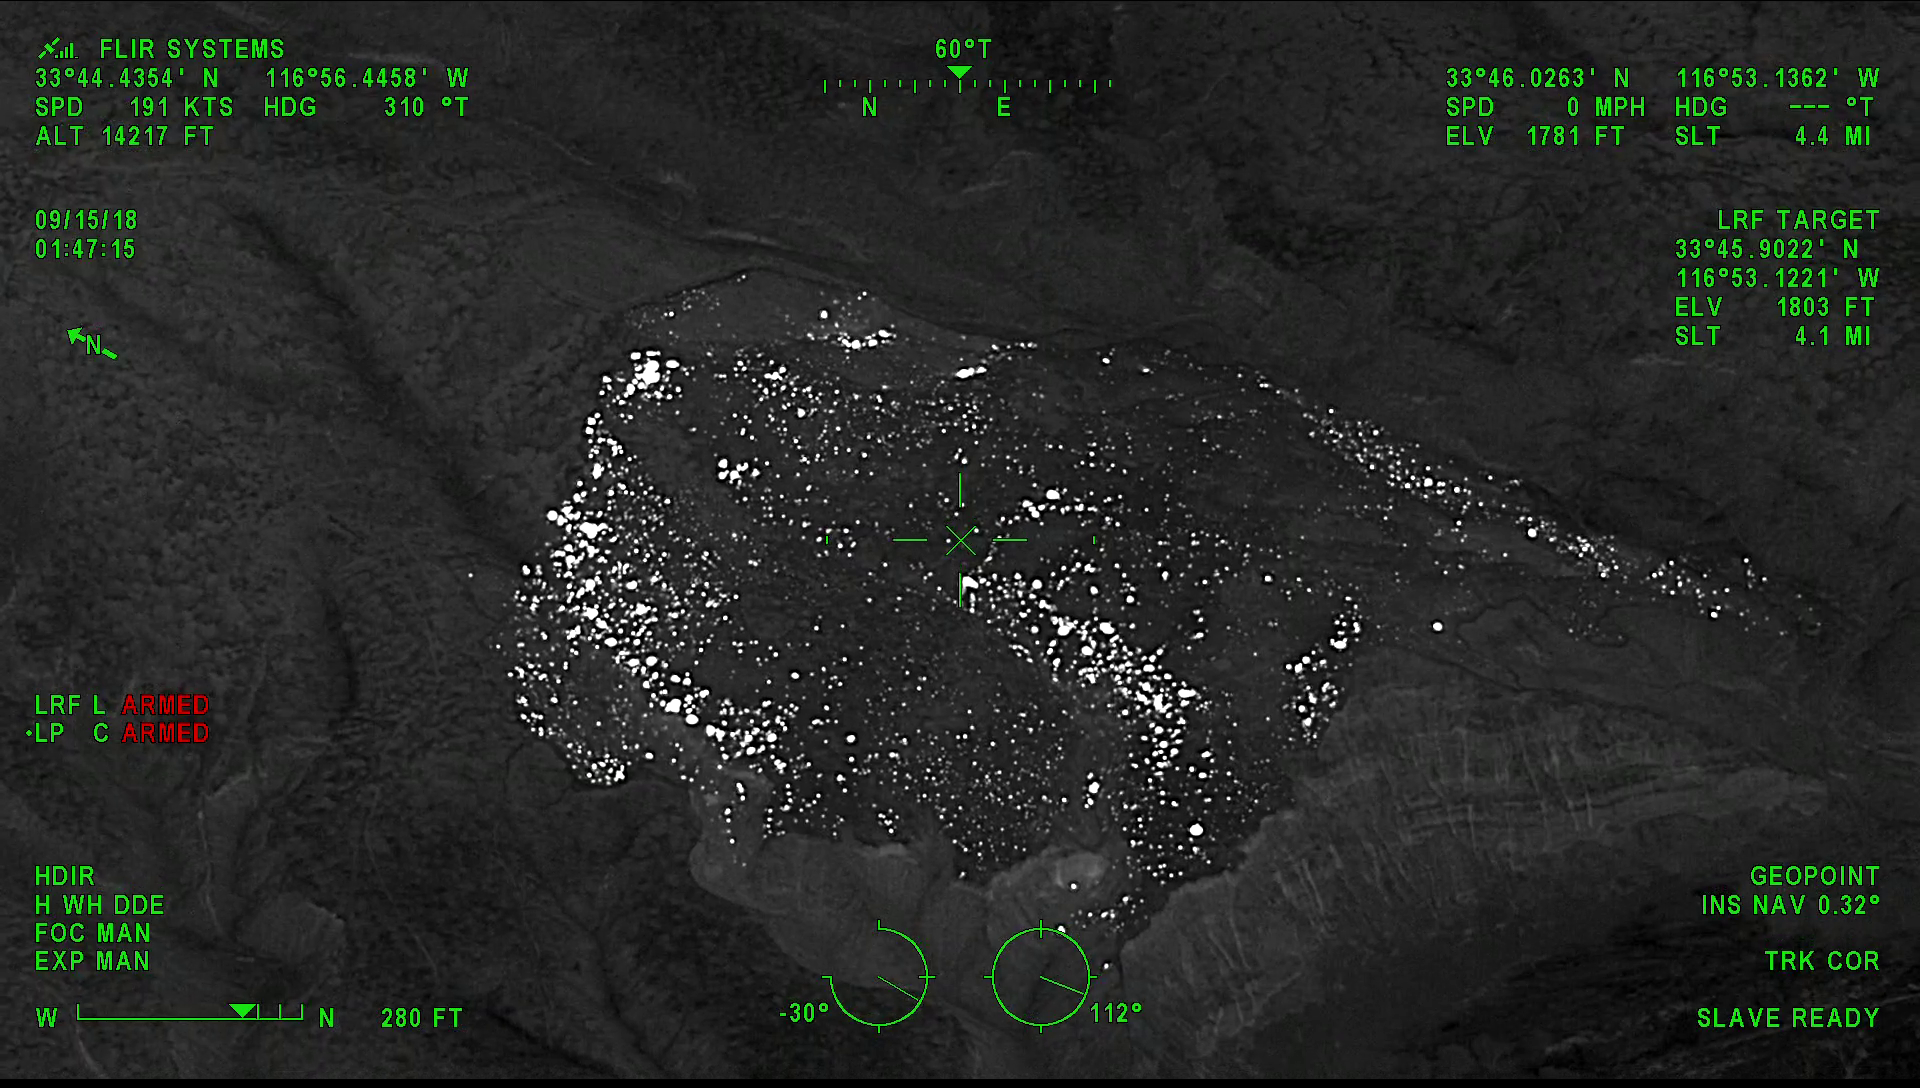 FLIR SYSTEMS
33°44.4354' N 116°56.4458' W
SPD 191 KTS HDG 310 °T
ALT 14217 FT
60°T
N E
33°46.0263' N 116°53.1362' W
SPD 0 MPH HDG --- °T
ELV 1781 FT SLT 4.4 MI
09/15/18
01:47:15
LRF TARGET
33°45.9022' N
116°53.1221' W
ELV 1803 FT
SLT 4.1 MI
N
LRF L ARMED
LP C ARMED
HDIR
H WH DDE
FOC MAN
EXP MAN
W N 280 FT
-30°
112°
GEOPOINT
INS NAV 0.32°
TRK COR
SLAVE READY